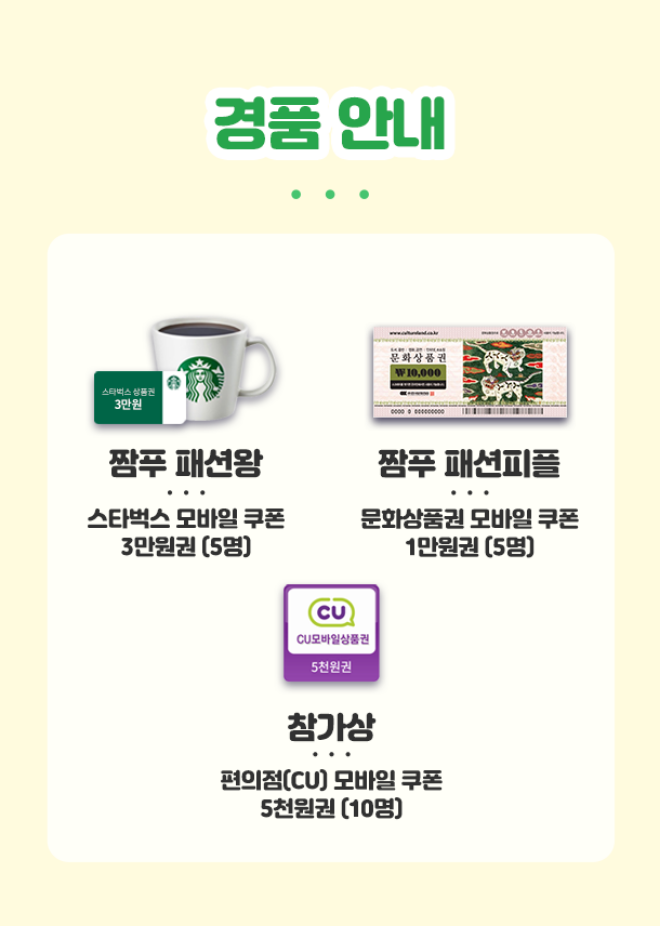 경품 안내
스타벅스 상품권
3만원
www.cultureland.co.kr
문화상품권
₩10,000
0000 0 000000000
짬푸 패션왕
스타벅스 모바일 쿠폰
3만원권 (5명)
짬푸 패션피플
문화상품권 모바일 쿠폰
1만원권 (5명)
CU
CU모바일상품권
5천원권
참가상
편의점(CU) 모바일 쿠폰
5천원권 (10명)